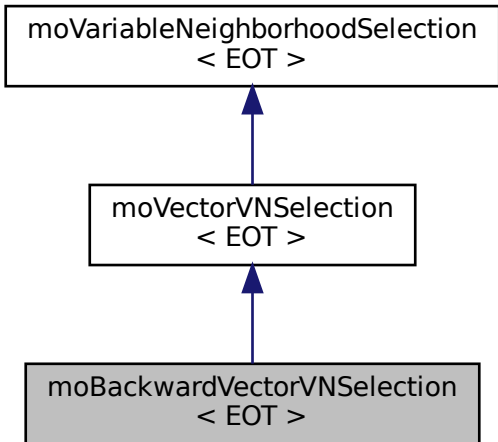 moVariableNeighborhoodSelection
< EOT >
moVectorVNSelection
< EOT >
moBackwardVectorVNSelection
< EOT >